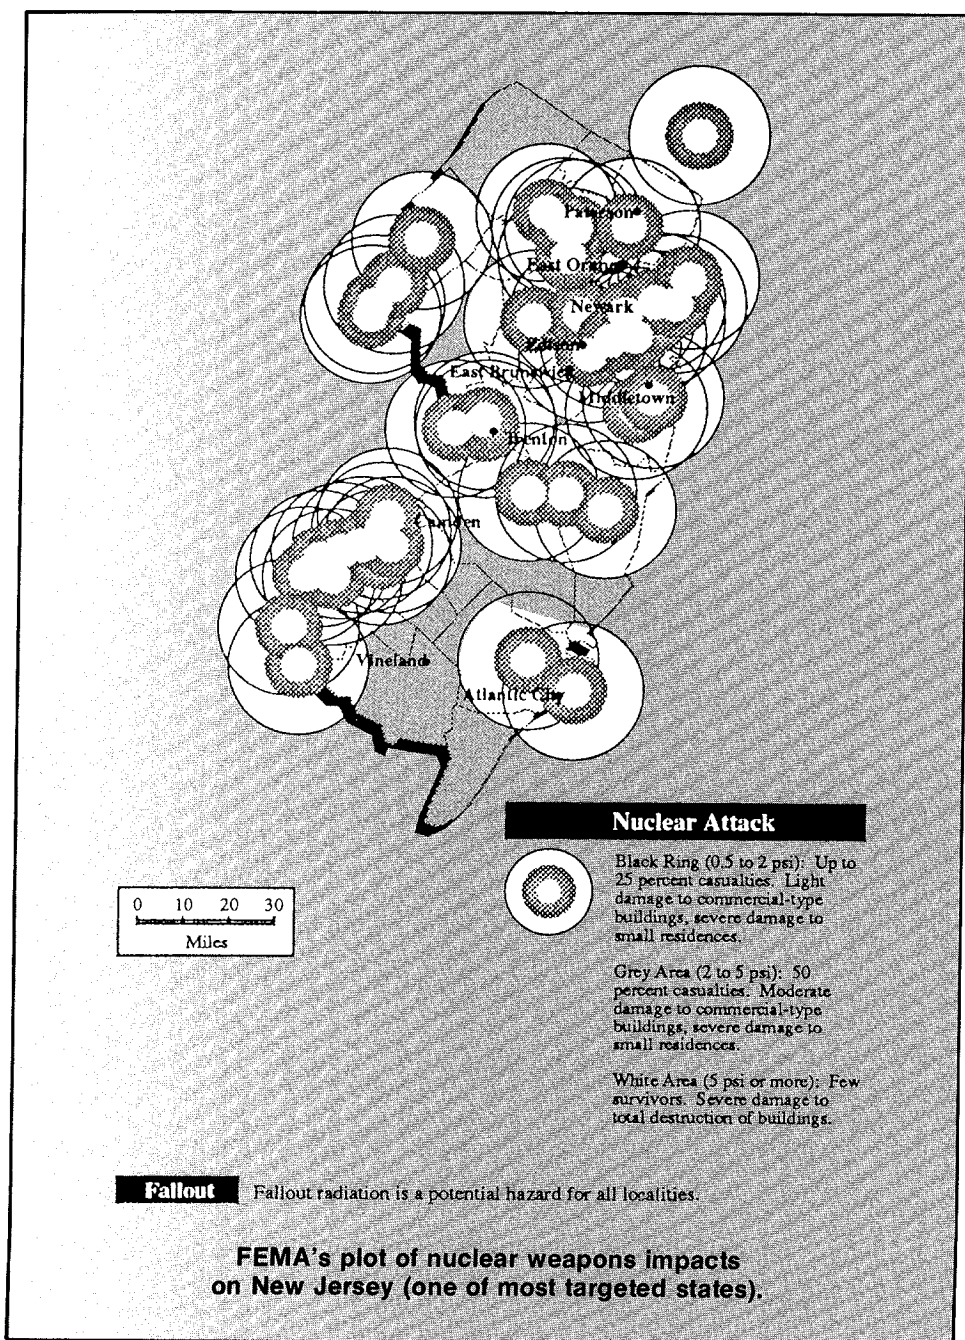 Paterson
East Orange
Newark
Edison
East Brunswick
Middletown
Trenton
Camden
Vineland
Atlantic City
Nuclear Attack
Black Ring (0.5 to 2 psi): Up to
25 percent casualties. Light
damage to commercial-type
buildings, severe damage to
small residences.
Grey Area (2 to 5 psi): 50
percent casualties. Moderate
damage to commercial-type
buildings, severe damage to
small residences.
White Area (5 psi or more): Few
survivors. Severe damage to
total destruction of buildings.
0 10 20 30
Miles
Fallout
Fallout radiation is a potential hazard for all localities.
FEMA's plot of nuclear weapons impacts
on New Jersey (one of most targeted states).